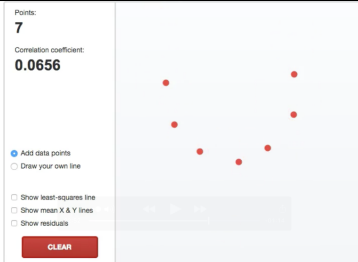 Points:
7
Correlation coefficient:
0.0656
Add data points
Draw your own line
Show least-squares line
Show mean X & Y lines
Show residuals
CLEAR